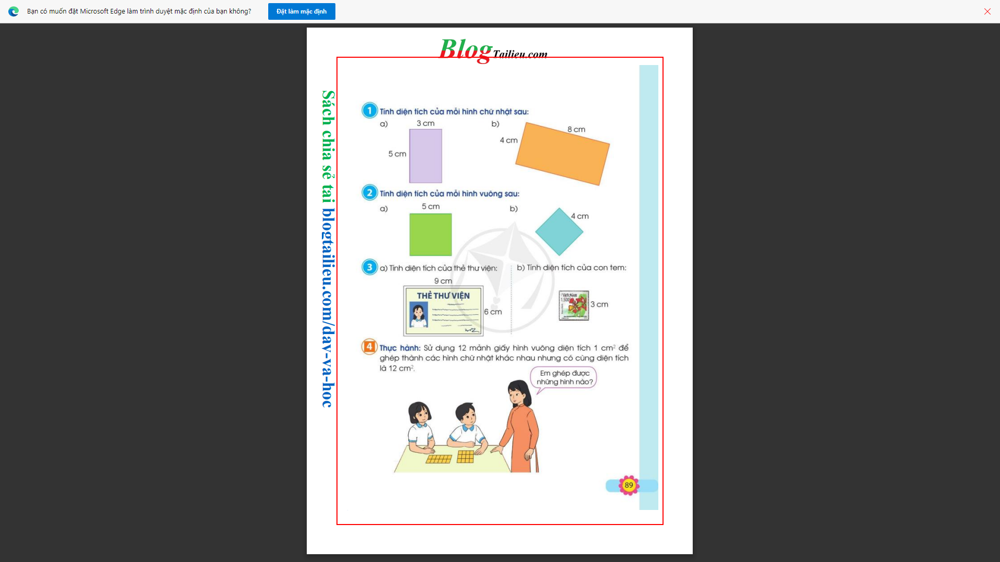 Bạn có muốn đặt Microsoft Edge làm trình duyệt mặc định của bạn không?
Đặt làm mặc định
Blog Tailieu.com
Sách chia sẻ tai blogtailieu.com/day-va-hoc
1 Tính diện tích của mỗi hình chữ nhật sau:
a) 3 cm
5 cm
b) 8 cm
4 cm
2 Tính diện tích của mỗi hình vuông sau:
a) 5 cm
b) 4 cm
3 a) Tính diện tích của thẻ thư viện:
9 cm
THẺ THƯ VIỆN
6 cm
b) Tính diện tích của con tem:
1.500
3 cm
4 Thực hành: Sử dụng 12 mảnh giấy hình vuông diện tích 1 cm² để
ghép thành các hình chữ nhật khác nhau nhưng có cùng diện tích
là 12 cm².
Em ghép được
những hình nào?
89